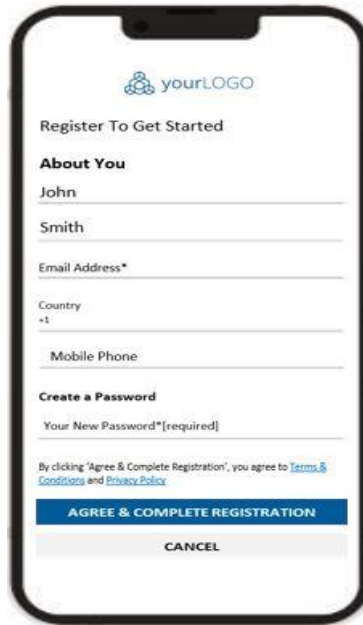 yourLOGO
Register To Get Started
About You
John
Smith
Email Address*
Country
+1
Mobile Phone
Create a Password
Your New Password*[required]
By clicking 'Agree & Complete Registration', you agree to Terms &
Conditions and Privacy Policy
AGREE & COMPLETE REGISTRATION
CANCEL